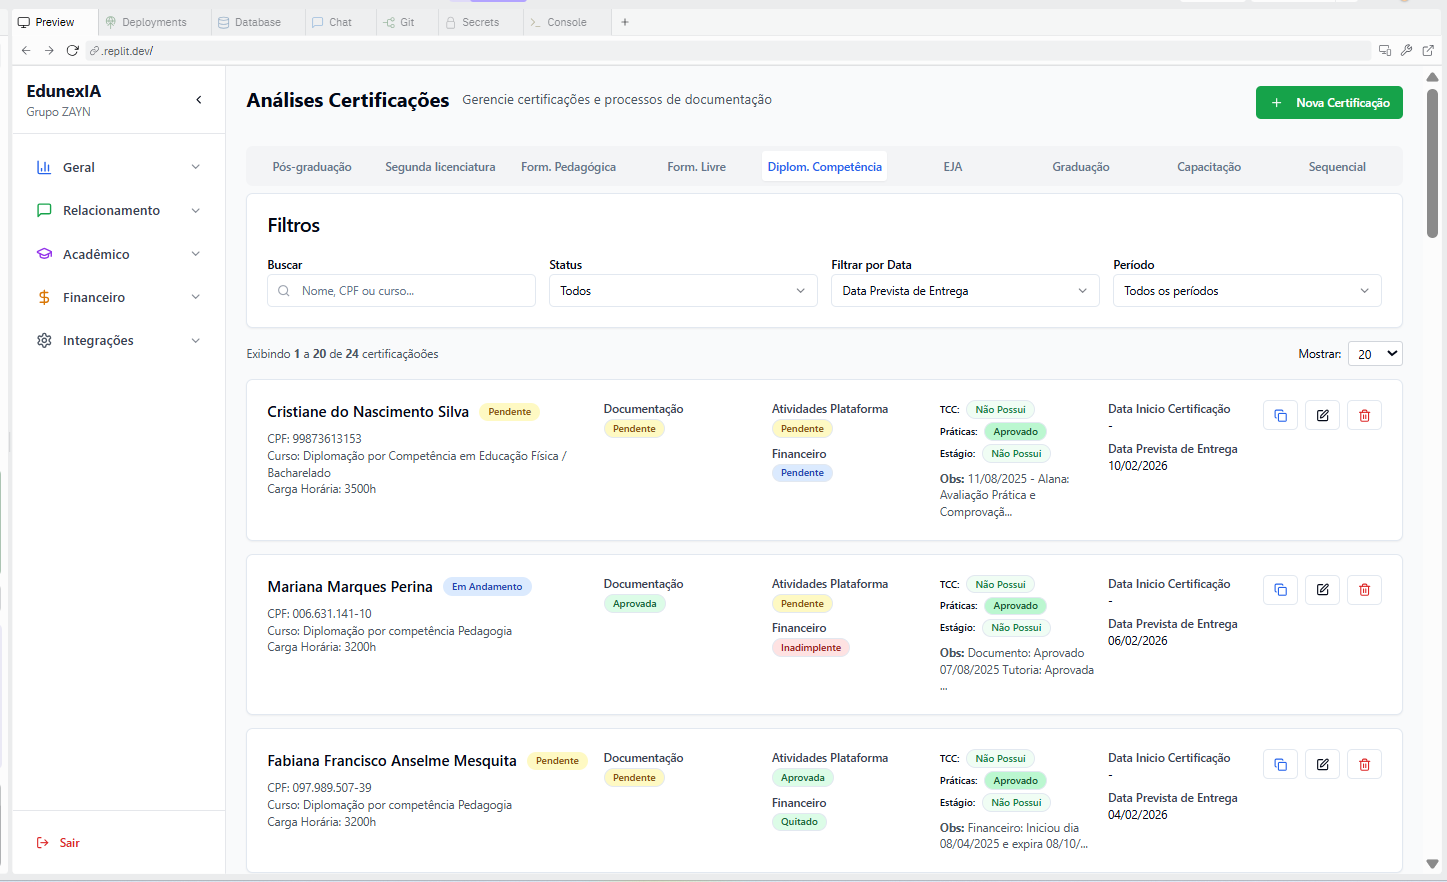 Preview
Deployments
Database
Chat
Git
Secrets
Console
.replit.dev/
EdunexIA
Grupo ZAYN
Geral
Relacionamento
Acadêmico
Financeiro
Integrações
Sair
Análises Certificações
Gerencie certificações e processos de documentação
+ Nova Certificação
Pós-graduação
Segunda licenciatura
Form. Pedagógica
Form. Livre
Diplom. Competência
EJA
Graduação
Capacitação
Sequencial
Filtros
Buscar
Nome, CPF ou curso...
Status
Todos
Filtrar por Data
Data Prevista de Entrega
Período
Todos os períodos
Exibindo 1 a 20 de 24 certificaçãoões
Mostrar: 20
Cristiane do Nascimento Silva Pendente
CPF: 99873613153
Curso: Diplomação por Competência em Educação Física /
Bacharelado
Carga Horária: 3500h
Documentação
Pendente
Atividades Plataforma
Pendente
Financeiro
Pendente
TCC: Não Possui
Práticas: Aprovado
Estágio: Não Possui
Obs: 11/08/2025 - Alana:
Avaliação Prática e
Comprovaçã...
Data Inicio Certificação
-
Data Prevista de Entrega
10/02/2026
Mariana Marques Perina Em Andamento
CPF: 006.631.141-10
Curso: Diplomação por competência Pedagogia
Carga Horária: 3200h
Documentação
Aprovada
Atividades Plataforma
Pendente
Financeiro
Inadimplente
TCC: Não Possui
Práticas: Aprovado
Estágio: Não Possui
Obs: Documento: Aprovado
07/08/2025 Tutoria: Aprovada
...
Data Inicio Certificação
-
Data Prevista de Entrega
06/02/2026
Fabiana Francisco Anselme Mesquita Pendente
CPF: 097.989.507-39
Curso: Diplomação por competência Pedagogia
Carga Horária: 3200h
Documentação
Pendente
Atividades Plataforma
Aprovada
Financeiro
Quitado
TCC: Não Possui
Práticas: Aprovado
Estágio: Não Possui
Obs: Financeiro: Iniciou dia
08/04/2025 e expira 08/10/...
Data Inicio Certificação
-
Data Prevista de Entrega
04/02/2026